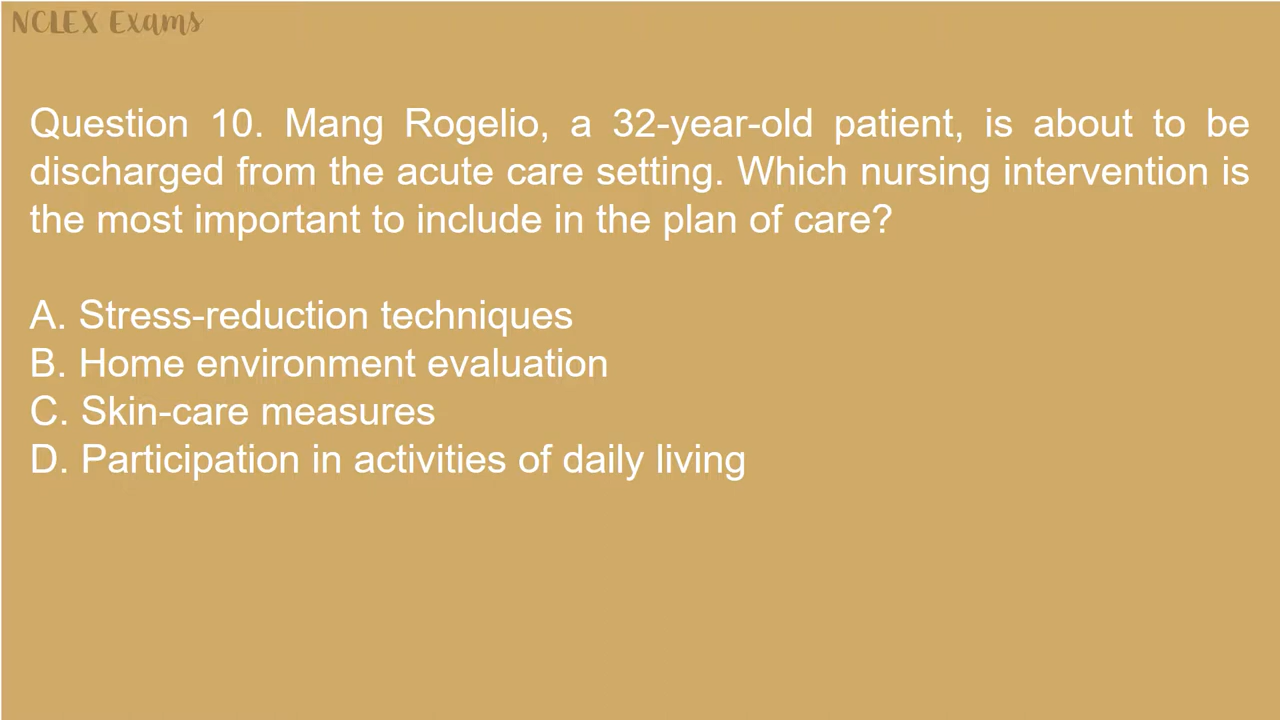 NCLEX Exams
Question 10. Mang Rogelio, a 32-year-old patient, is about to be
discharged from the acute care setting. Which nursing intervention is
the most important to include in the plan of care?
A. Stress-reduction techniques
B. Home environment evaluation
C. Skin-care measures
D. Participation in activities of daily living